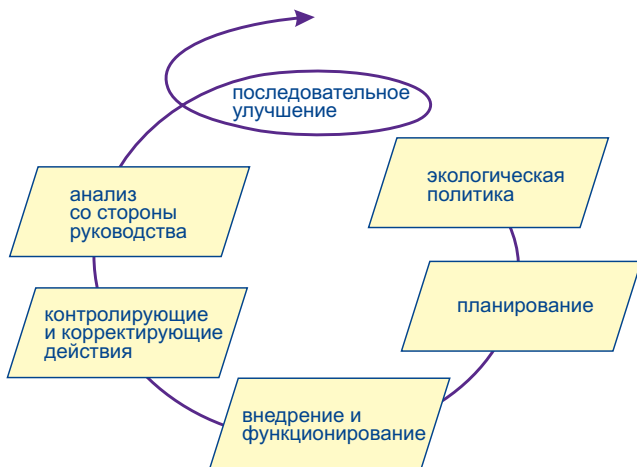 последовательное
улучшение
экологическая
политика
анализ
со стороны
руководства
планирование
контролирующие
и корректирующие
действия
внедрение и
функционирование